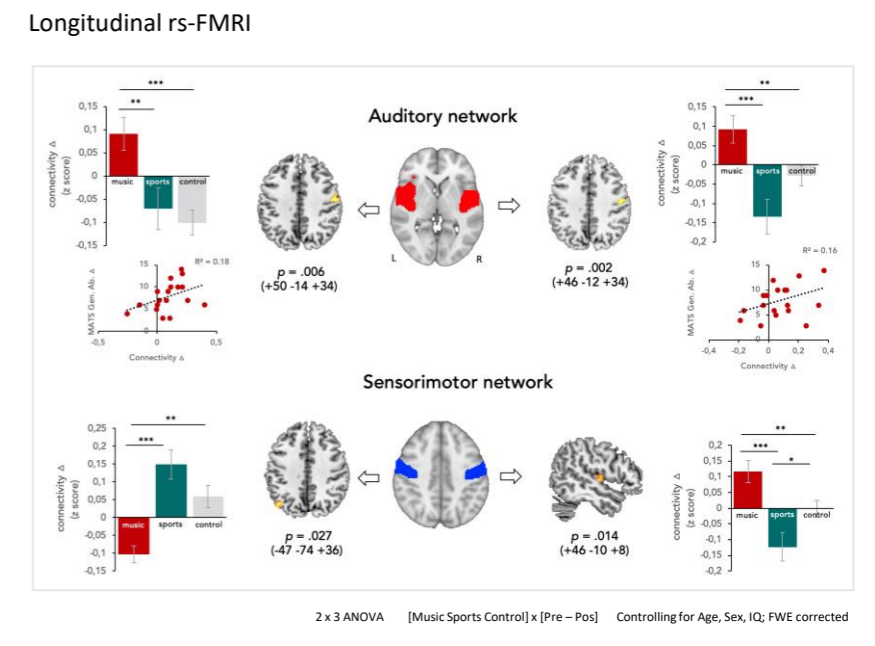 Longitudinal rs-FMRI
Auditory network
***
**
0,15
0,1
0,05
0
-0,05
-0,1
-0,15
connectivity Δ
(z score)
music sports control
R² = 0.18
15
10
5
0
MATS Gen. Ab. Δ
-0,5 0 0,5
Connectivity Δ
p = .006
(+50 -14 +34)
L R
p = .002
(+46 -12 +34)
**
***
0,15
0,1
0,05
0
-0,05
-0,1
-0,15
-0,2
connectivity Δ
(z score)
music sports control
R² = 0.16
15
10
5
0
MATS Gen. Ab. Δ
-0,4 -0,2 0 0,2 0,4
Connectivity Δ
Sensorimotor network
**
***
0,25
0,2
0,15
0,1
0,05
0
-0,05
-0,1
-0,15
connectivity Δ
(z score)
music sports control
p = .027
(-47 -74 +36)
p = .014
(+46 -10 +8)
**
***
*
0,2
0,15
0,1
0,05
0
-0,05
-0,1
-0,15
-0,2
connectivity Δ
(z score)
music sports control
2 x 3 ANOVA [Music Sports Control] x [Pre – Pos] Controlling for Age, Sex, IQ; FWE corrected